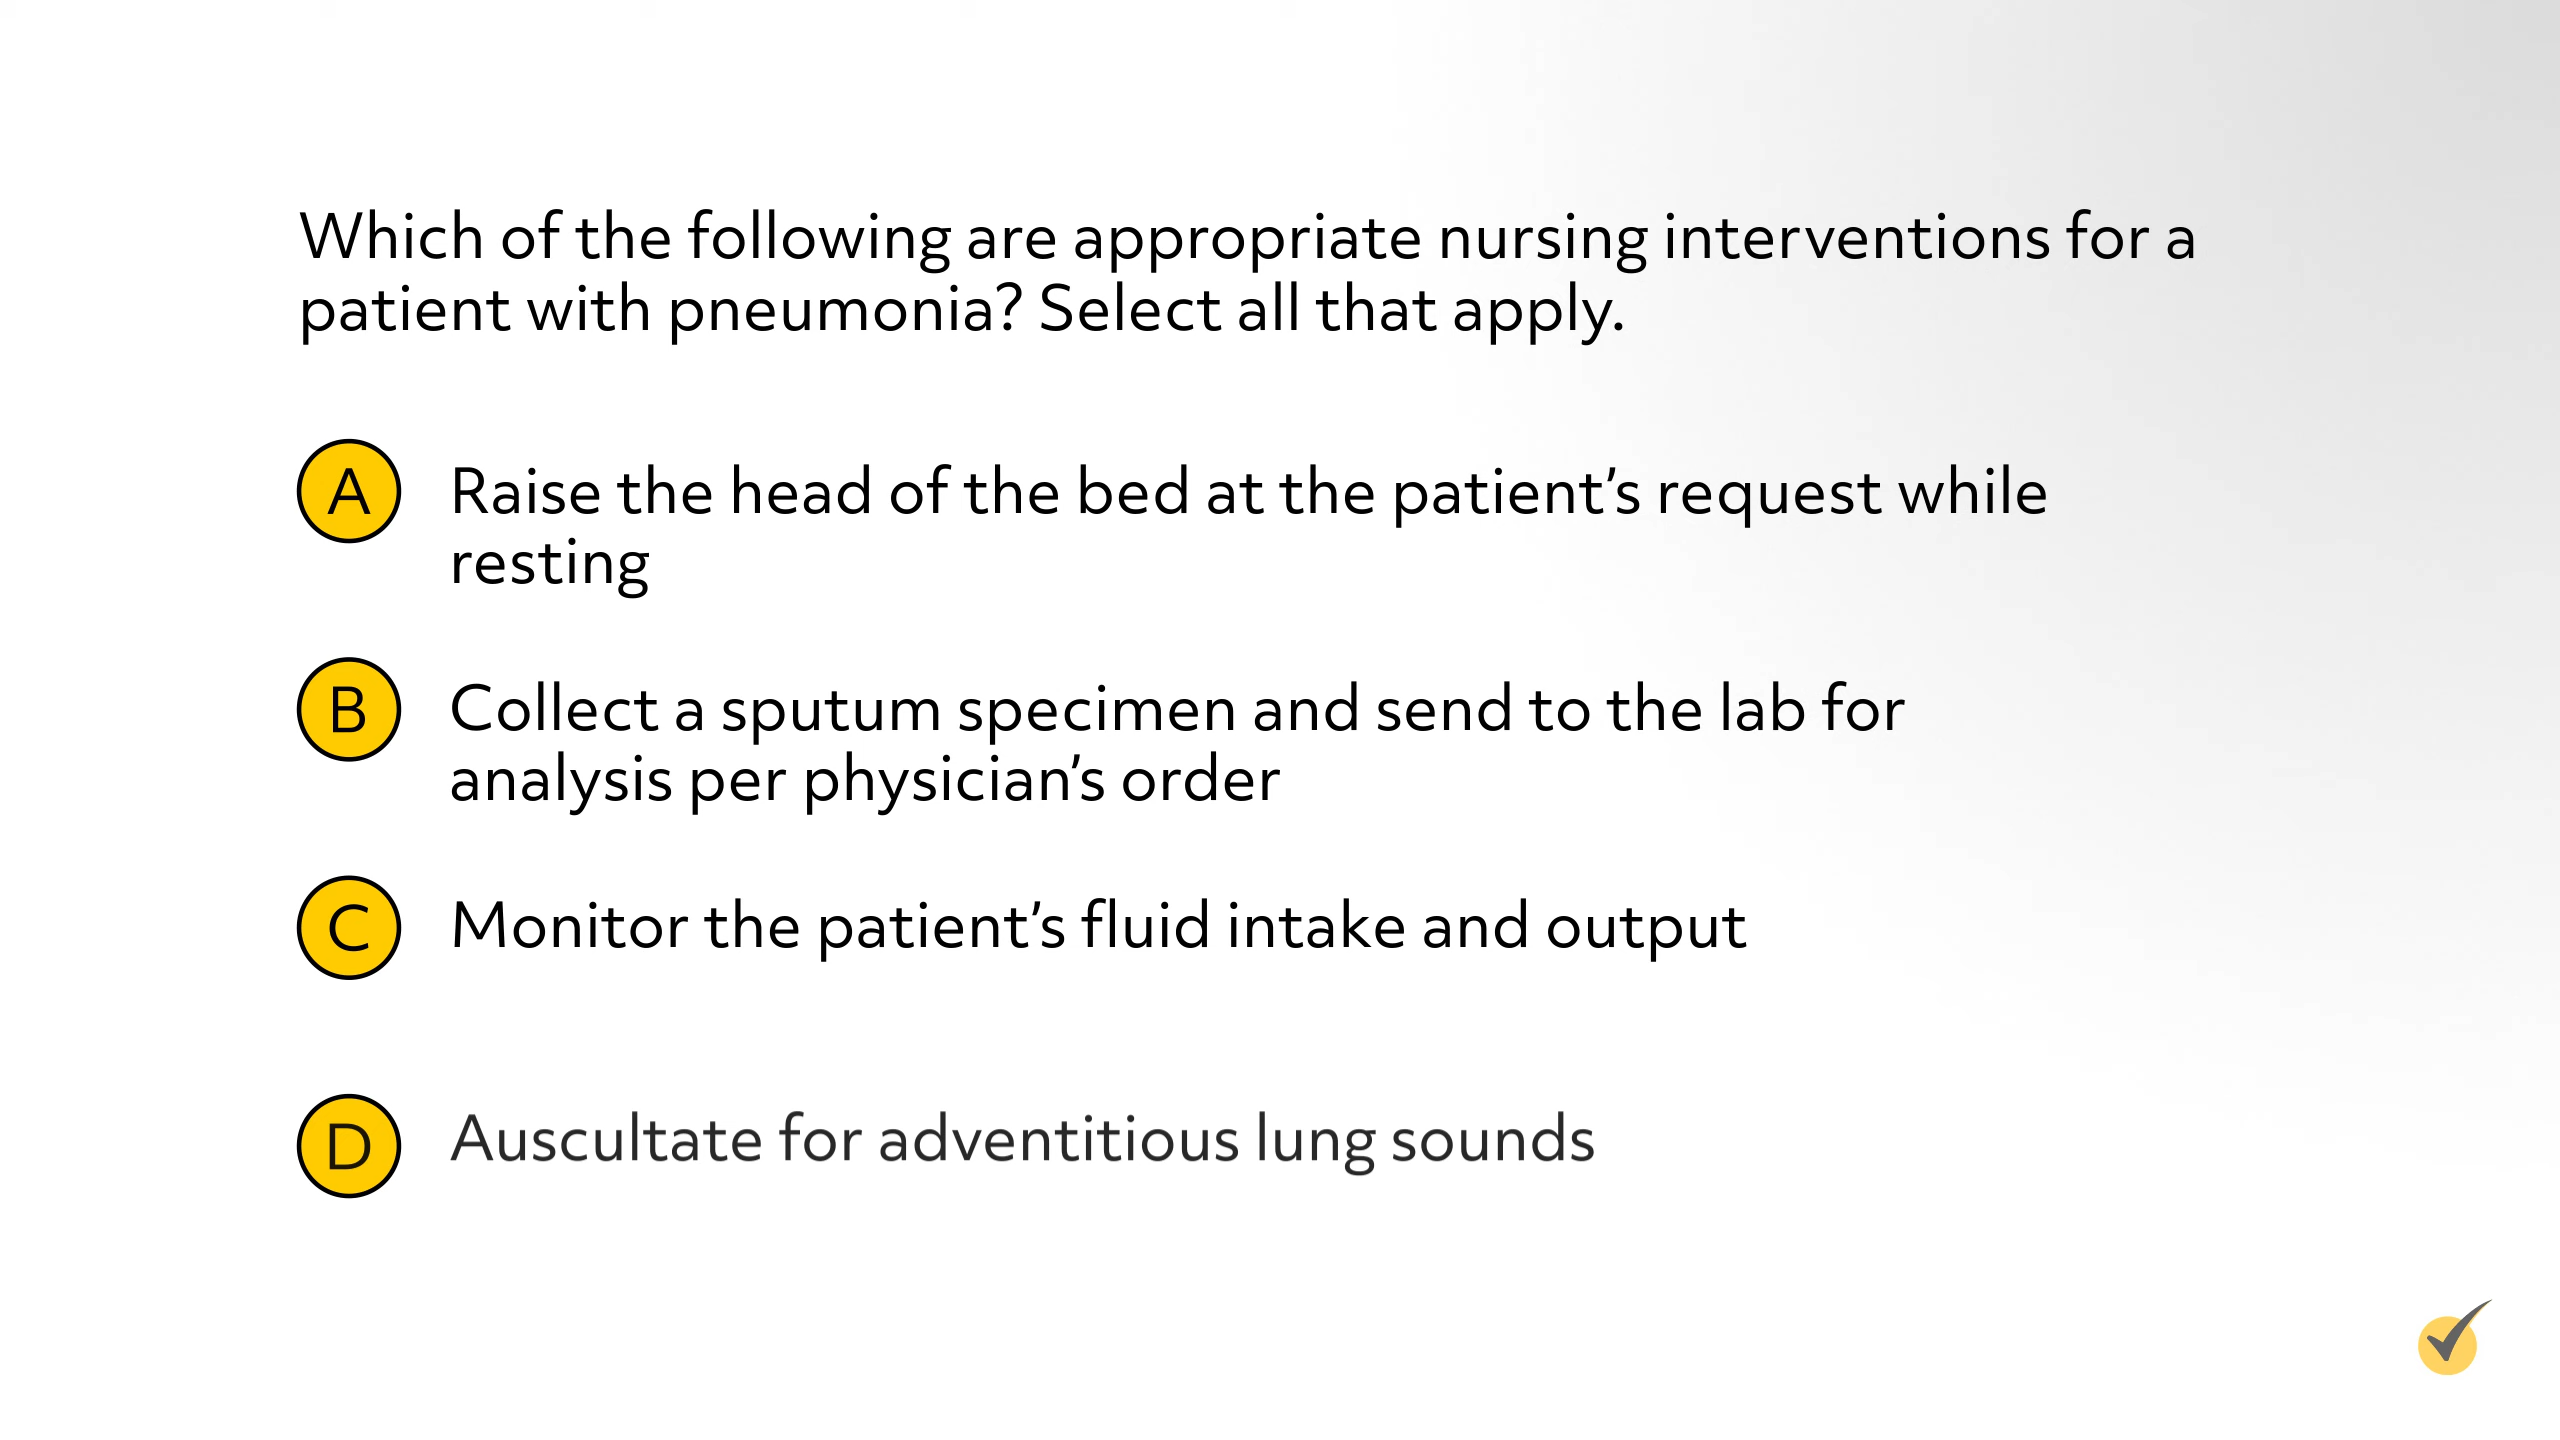 Which of the following are appropriate nursing interventions for a
patient with pneumonia? Select all that apply.
A Raise the head of the bed at the patient’s request while
resting
B Collect a sputum specimen and send to the lab for
analysis per physician’s order
C Monitor the patient’s fluid intake and output
D Auscultate for adventitious lung sounds